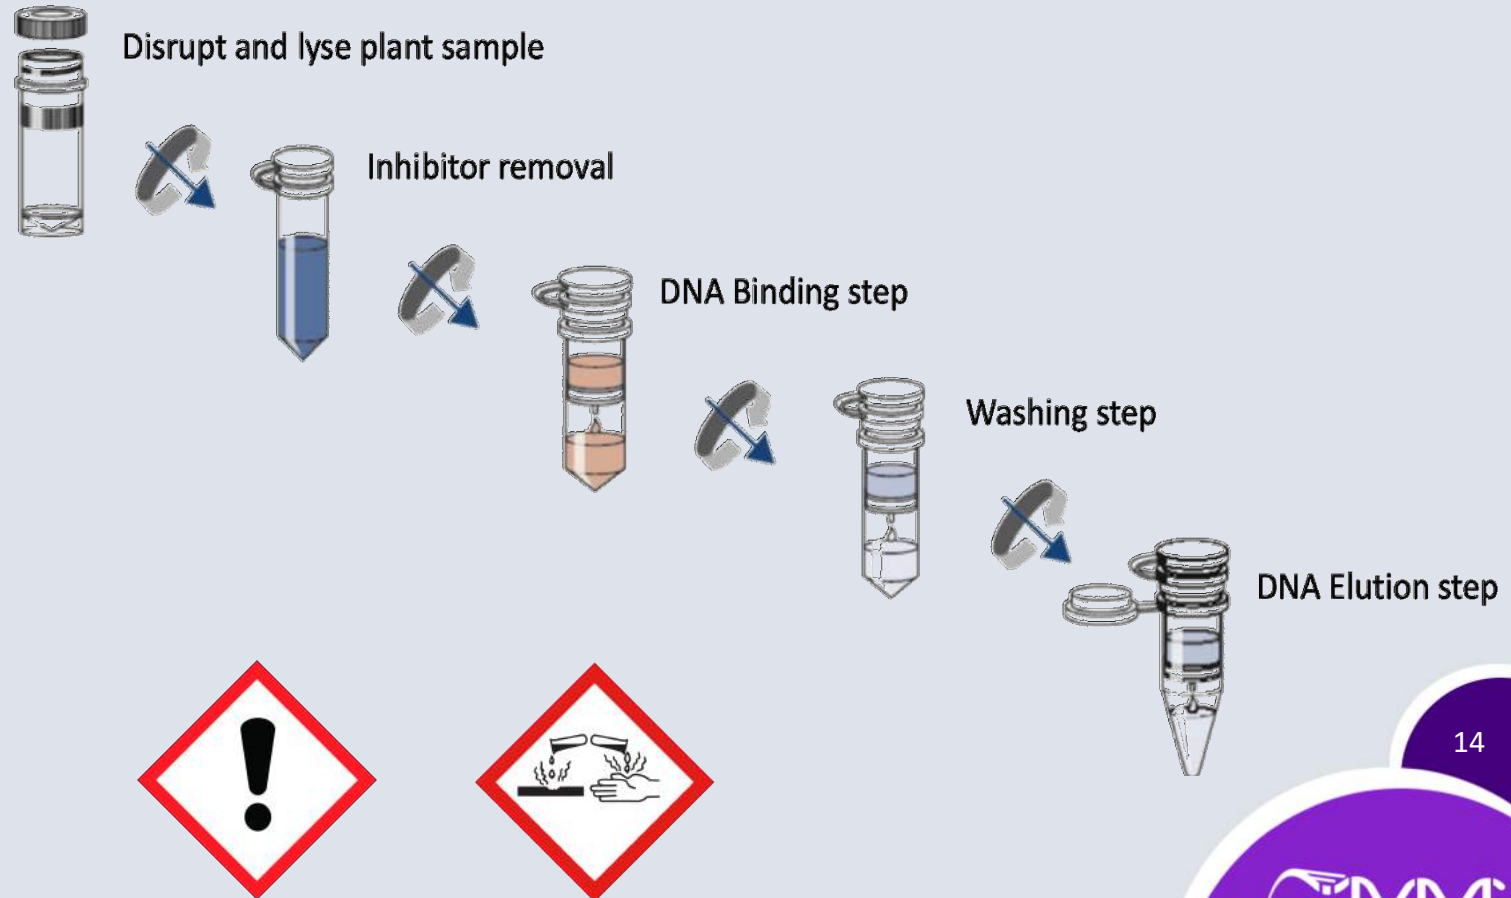 Disrupt and lyse plant sample
Inhibitor removal
DNA Binding step
Washing step
DNA Elution step
14